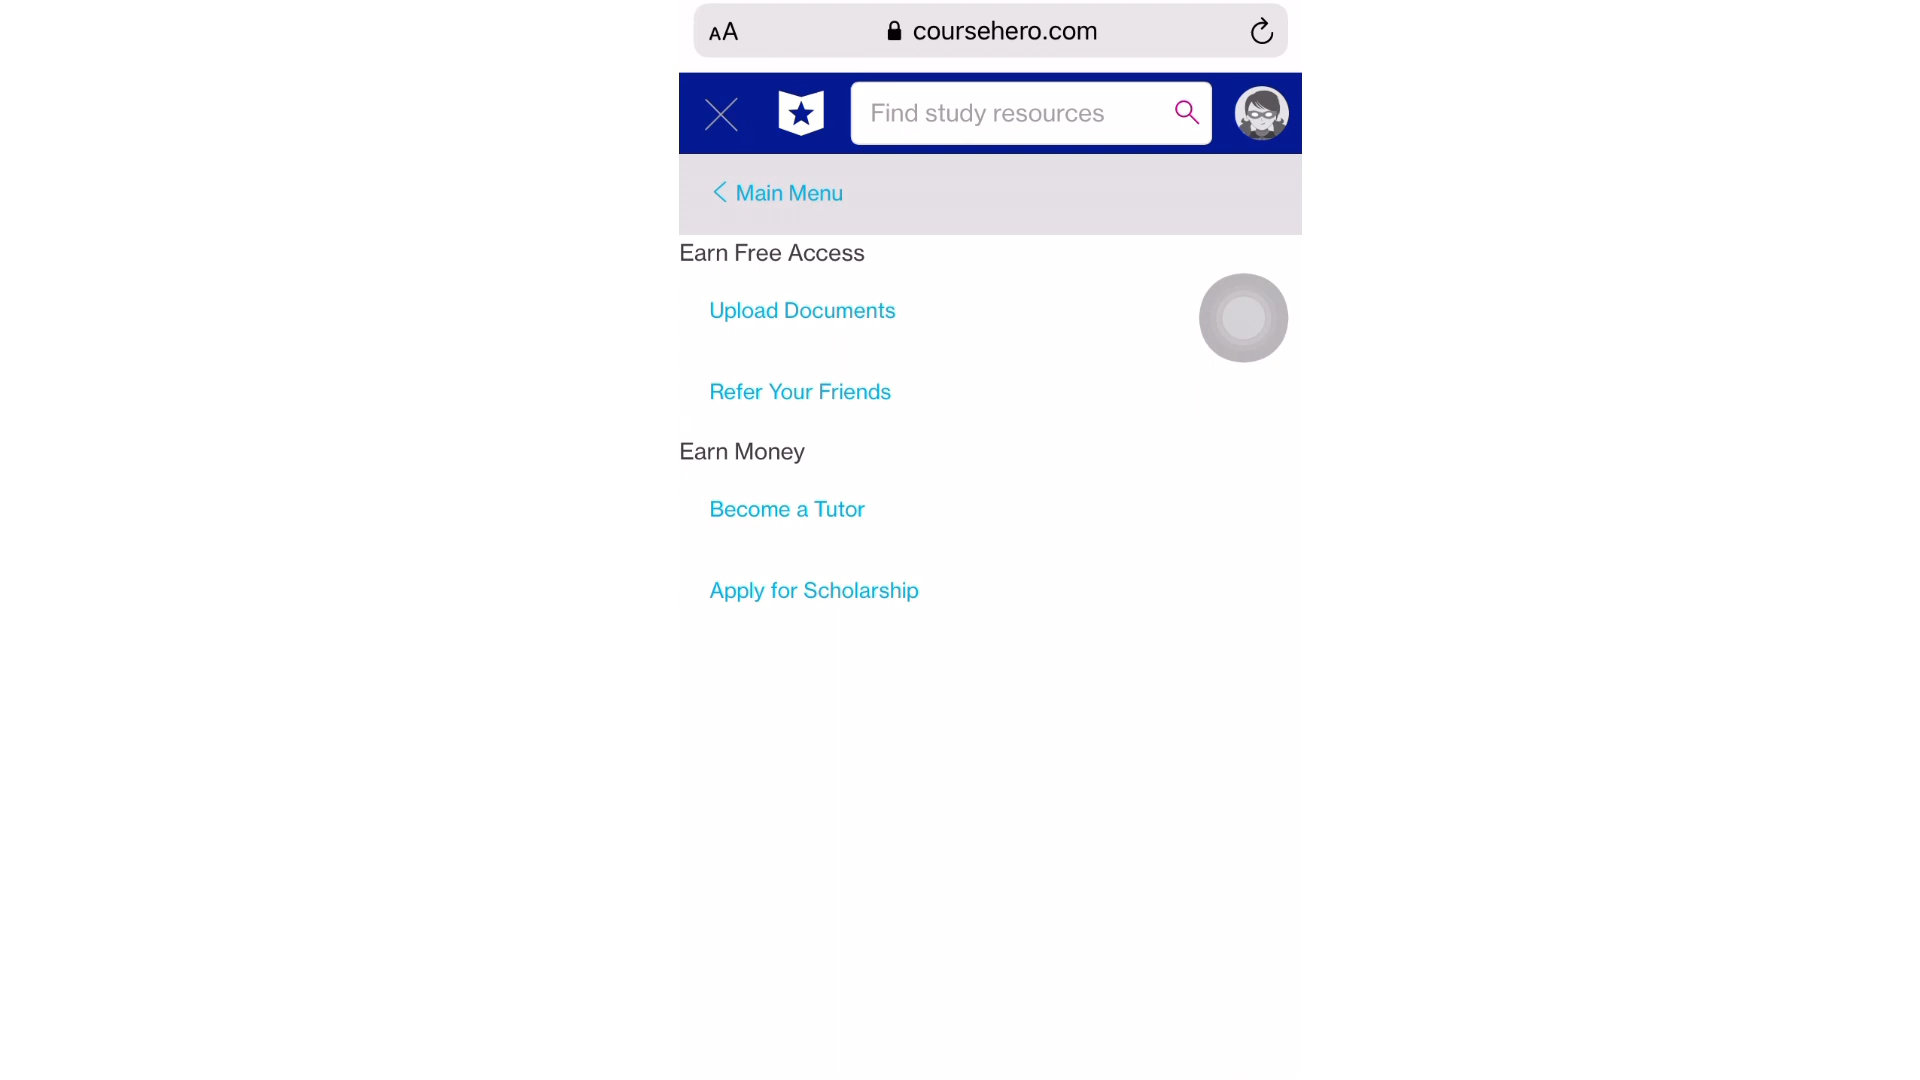 AA
coursehero.com
Find study resources
Main Menu
Earn Free Access
Upload Documents
Refer Your Friends
Earn Money
Become a Tutor
Apply for Scholarship